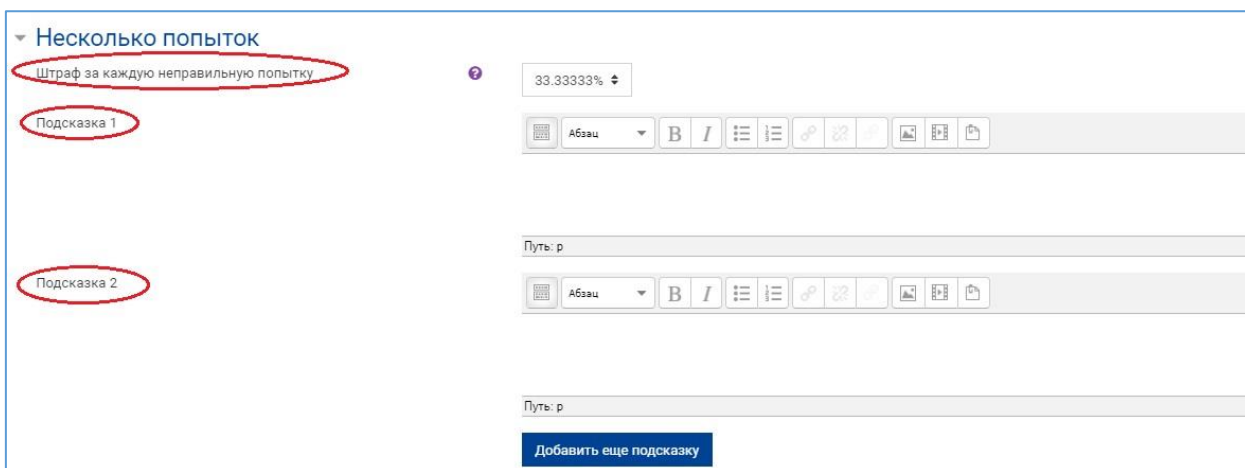 Несколько попыток
Штраф за каждую неправильную попытку
33.33333%
Подсказка 1
Абзац B I
Путь: p
Подсказка 2
Абзац B I
Путь: p
Добавить еще подсказку